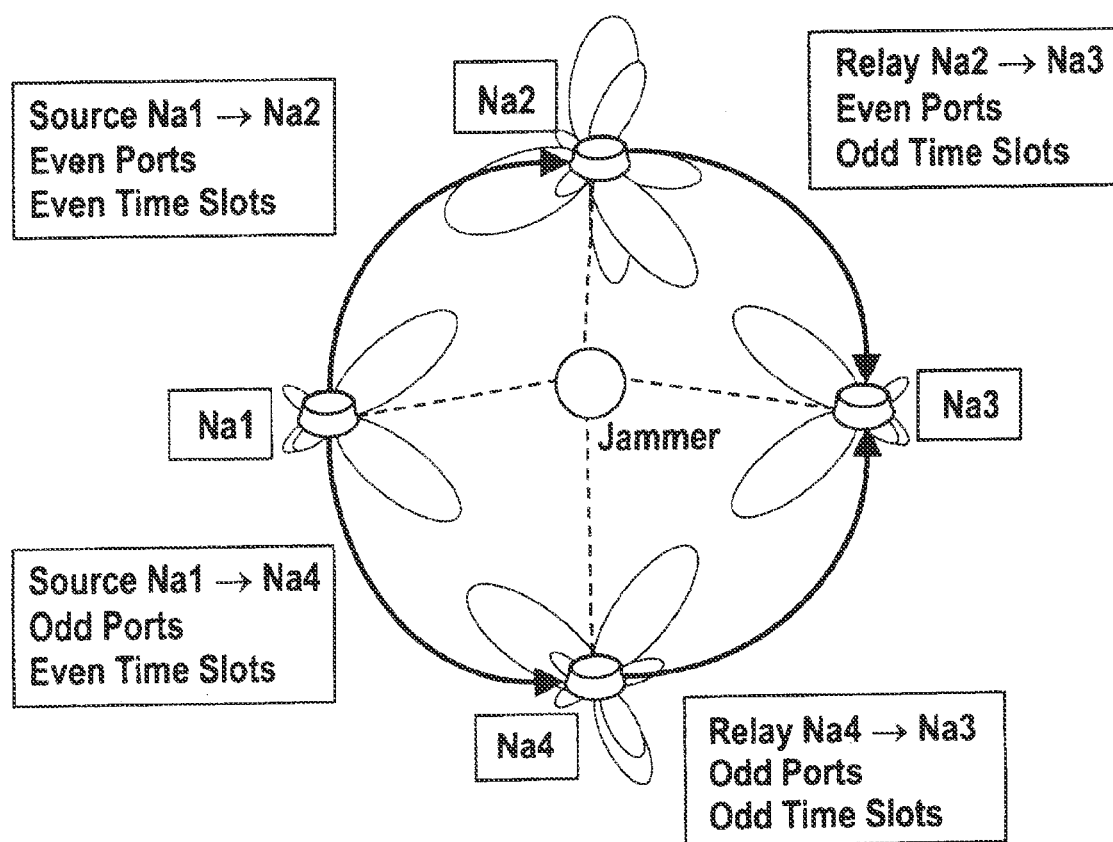 Source Na1 → Na2
Even Ports
Even Time Slots
Na2
Relay Na2 → Na3
Even Ports
Odd Time Slots
Na1
Jammer
Na3
Source Na1 → Na4
Odd Ports
Even Time Slots
Na4
Relay Na4 → Na3
Odd Ports
Odd Time Slots